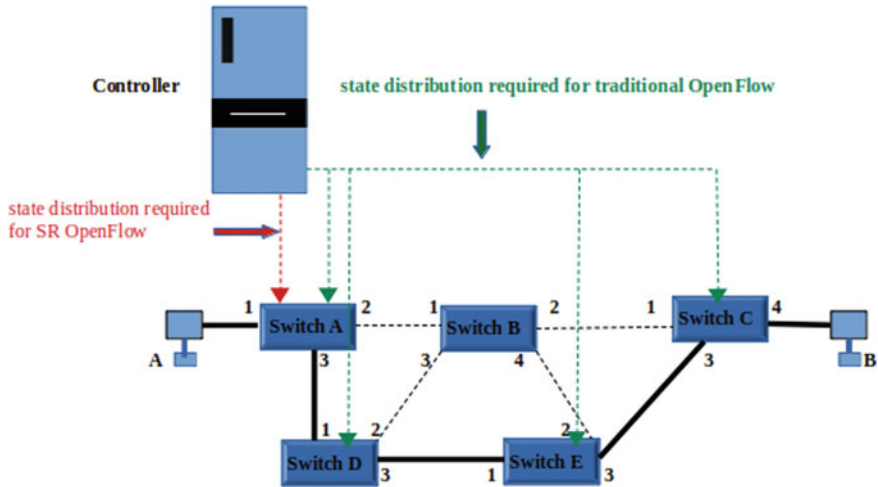 Controller
state distribution required for traditional OpenFlow
state distribution required
for SR OpenFlow
1 Switch A 2
3
1 Switch B 2
3 4
1 Switch C 4
3
A
B
1 2
Switch D 3
2
1 Switch E 3